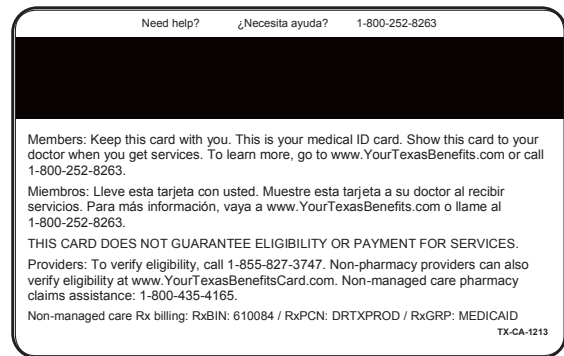 Need help? ¿Necesita ayuda? 1-800-252-8263
Members: Keep this card with you. This is your medical ID card. Show this card to your
doctor when you get services. To learn more, go to www.YourTexasBenefits.com or call
1-800-252-8263.
Miembros: Lleve esta tarjeta con usted. Muestre esta tarjeta a su doctor al recibir
servicios. Para más información, vaya a www.YourTexasBenefits.com o llame al
1-800-252-8263.
THIS CARD DOES NOT GUARANTEE ELIGIBILITY OR PAYMENT FOR SERVICES.
Providers: To verify eligibility, call 1-855-827-3747. Non-pharmacy providers can also
verify eligibility at www.YourTexasBenefitsCard.com. Non-managed care pharmacy
claims assistance: 1-800-435-4165.
Non-managed care Rx billing: RxBIN: 610084 / RxPCN: DRTXPROD / RxGRP: MEDICAID
TX-CA-1213